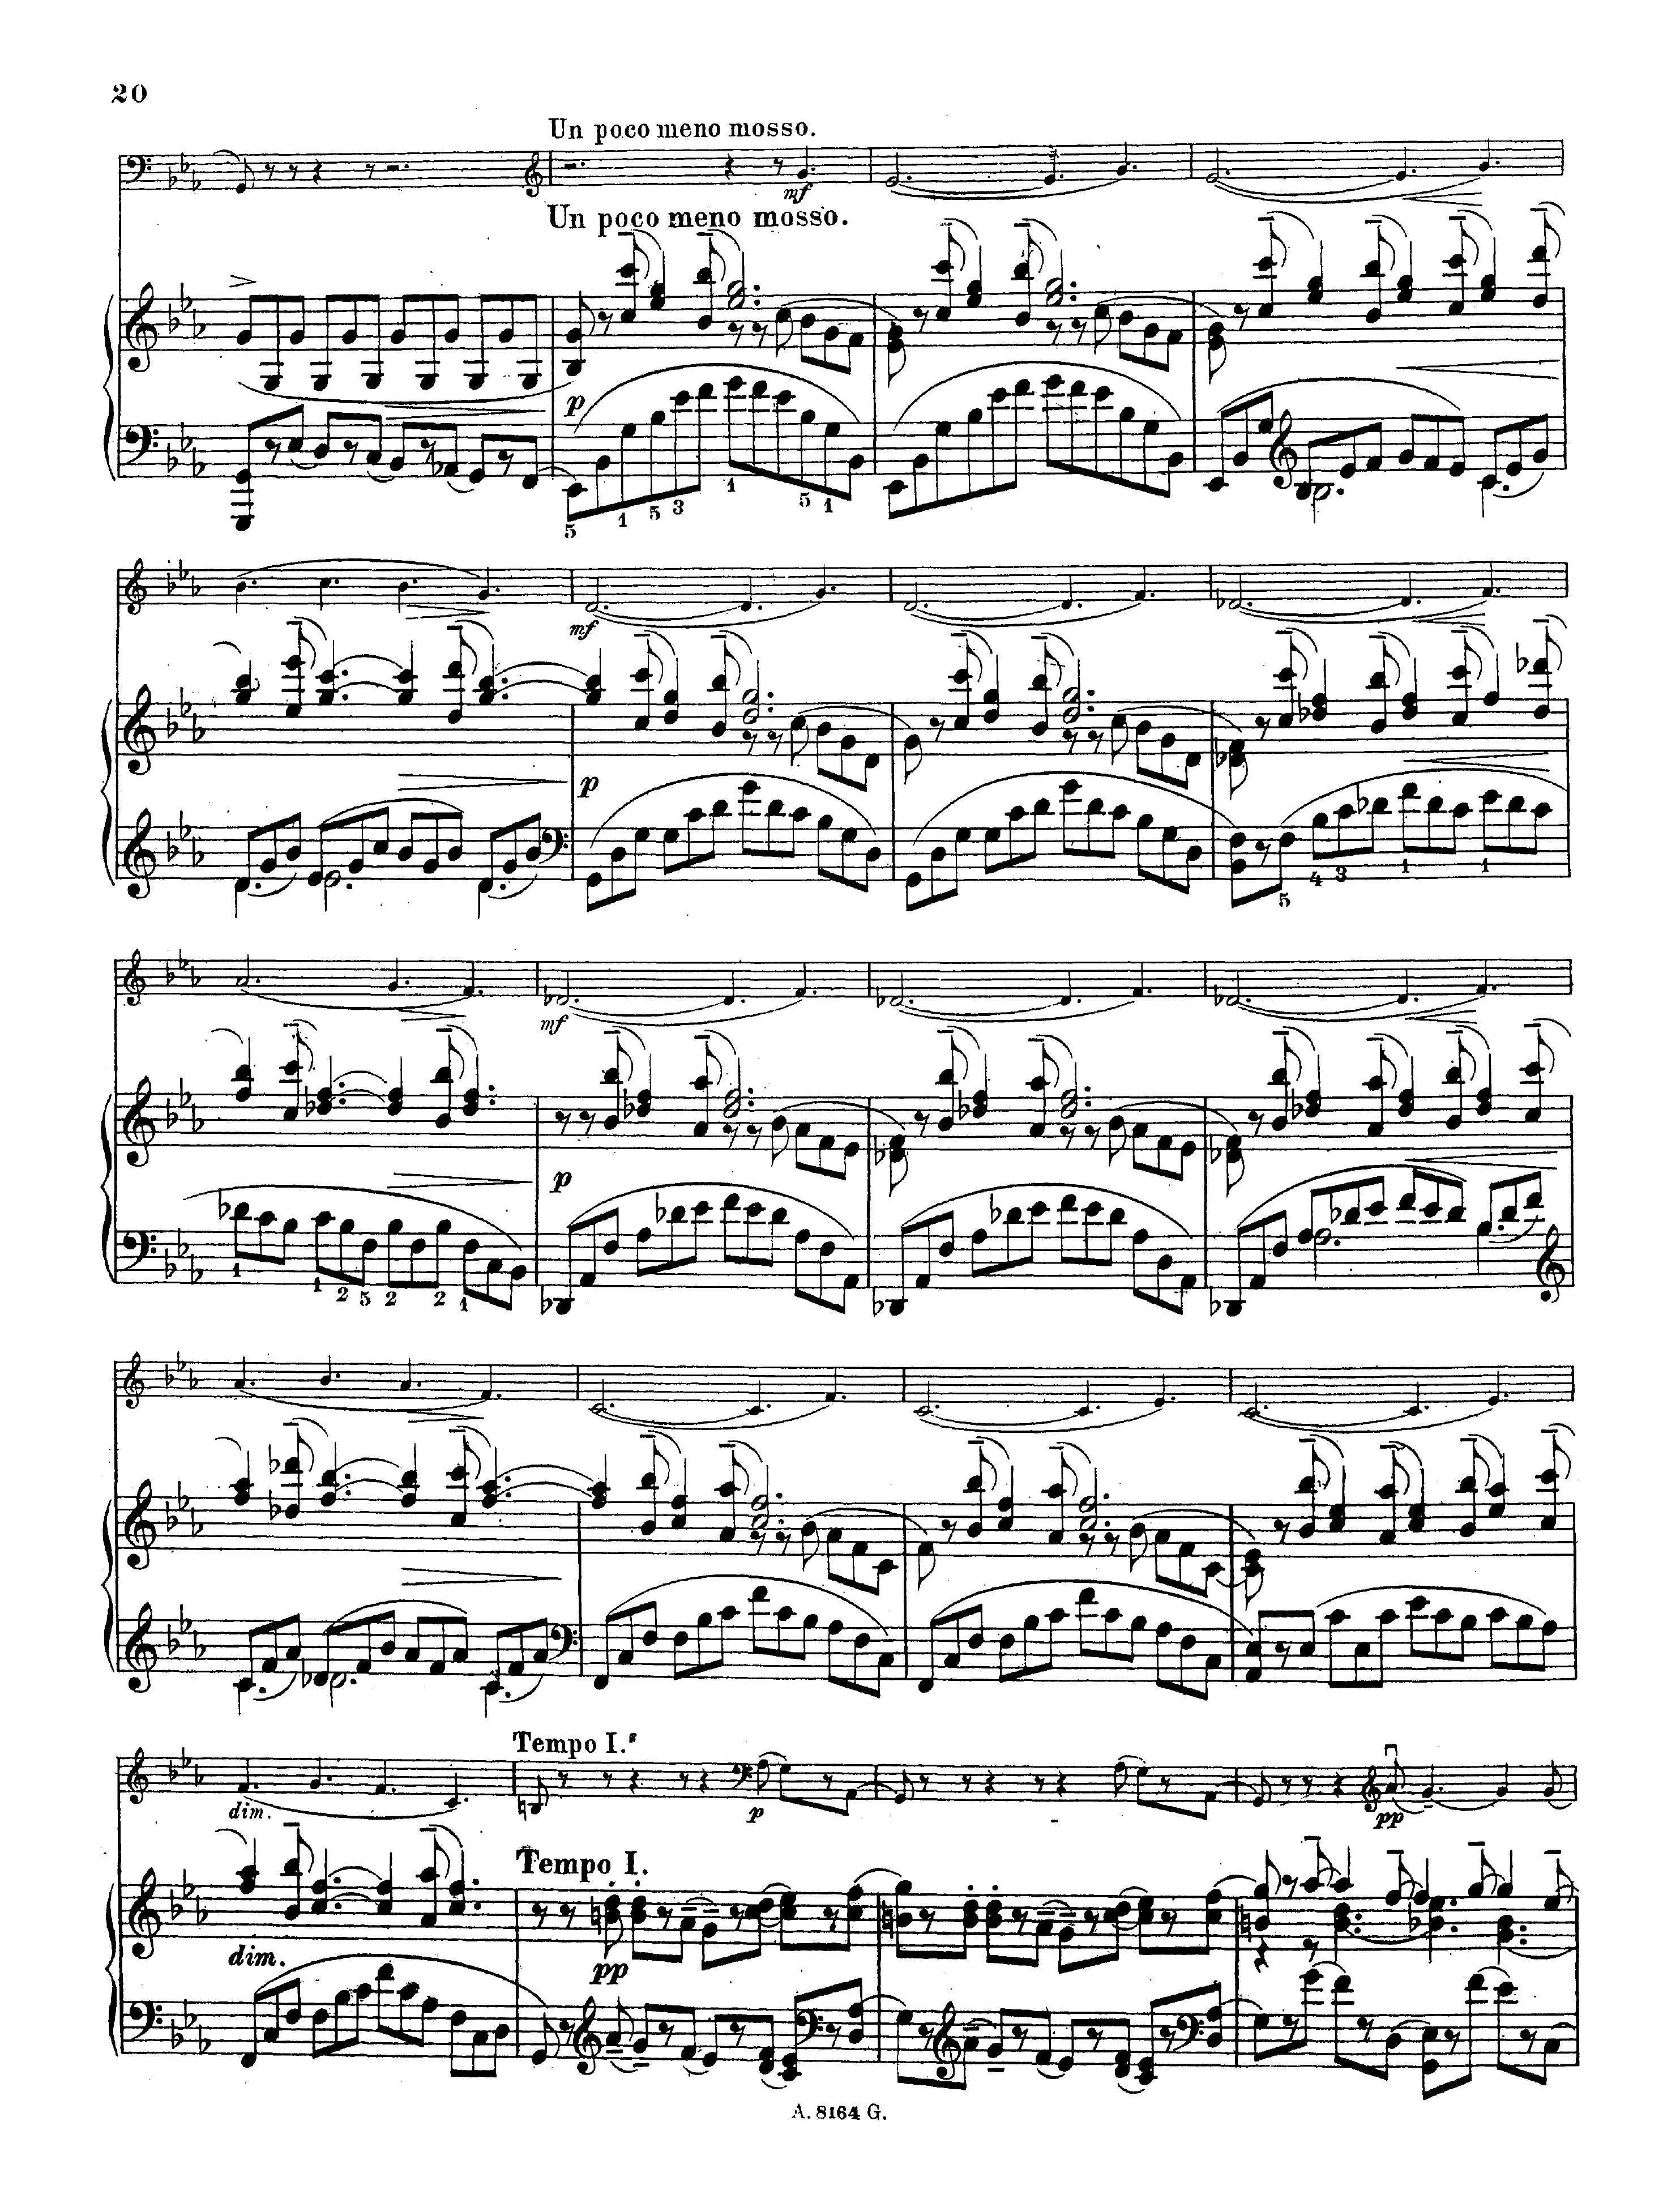 20
Un poco meno mosso.
mf
Un poco meno mosso.
p
5 1 5 3 1 5 1
mf
p
5 4 3 1 1
mf
p
1 1 2 5 2 2 1
Tempo I.
dim.
p
pp
Tempo I.
dim.
pp
A. 8164 G.